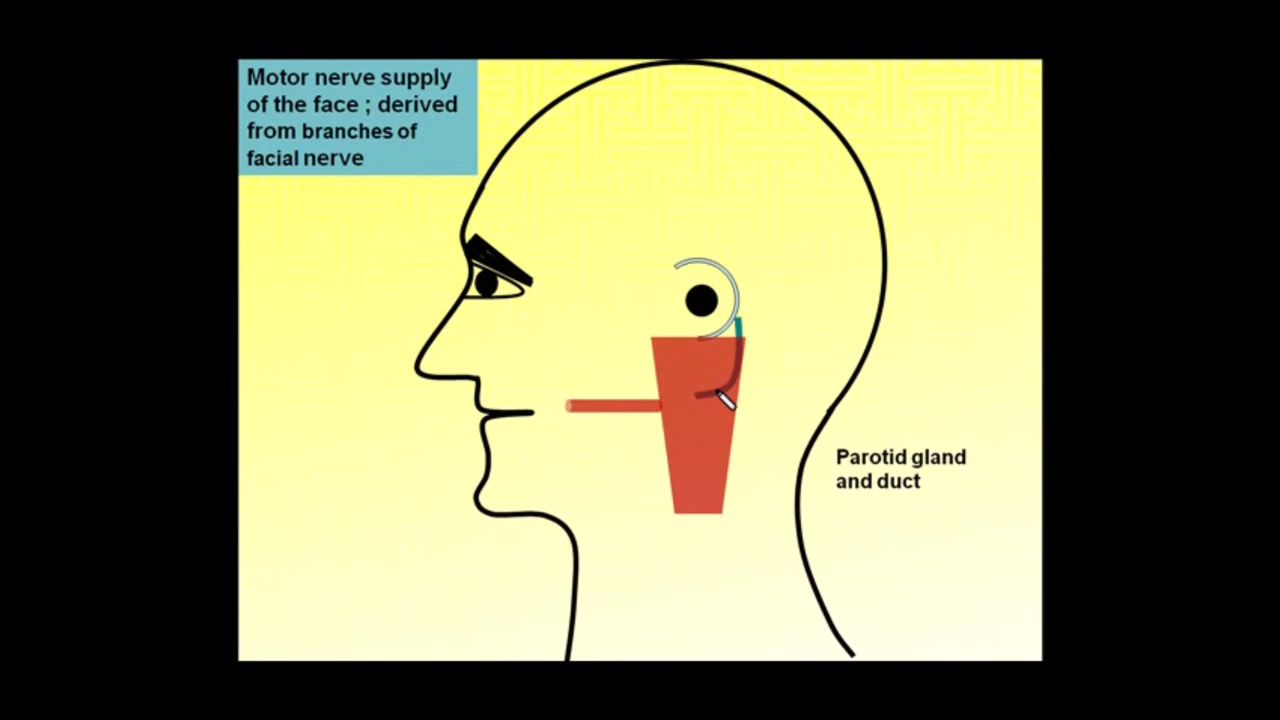 Motor nerve supply
of the face ; derived
from branches of
facial nerve
Parotid gland
and duct